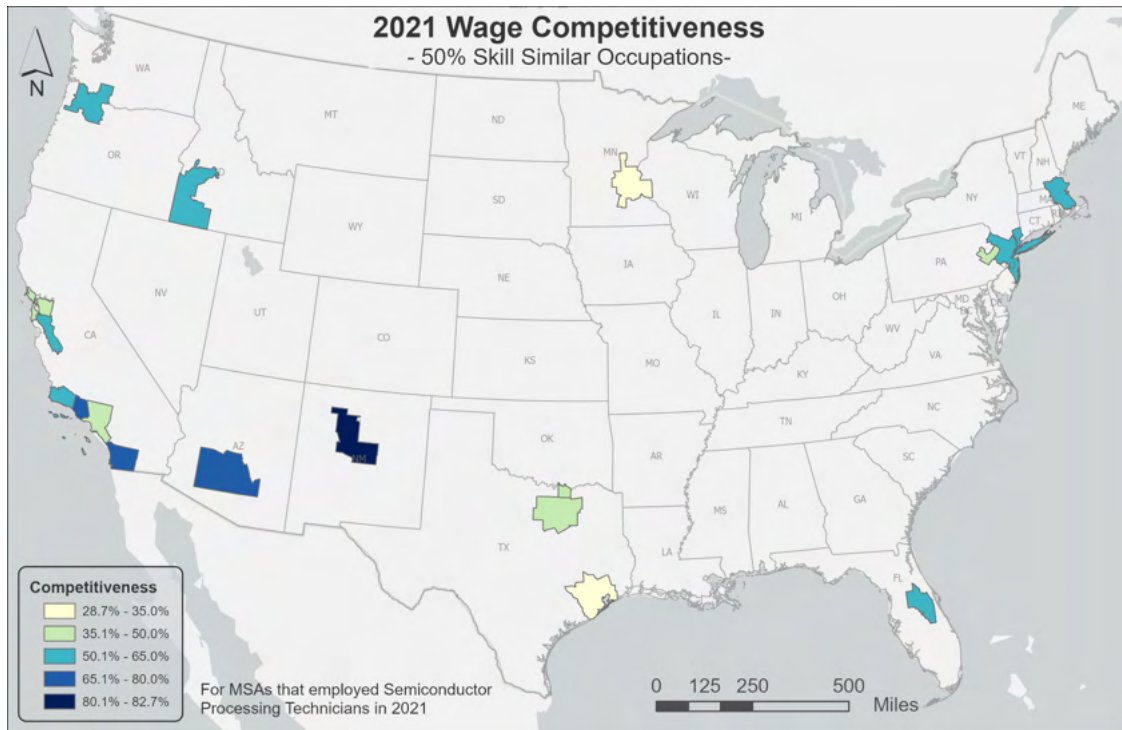 2021 Wage Competitiveness
- 50% Skill Similar Occupations-
N
WA
MT
ND
MN
ME
OR
ID
SD
WI
MI
VT
NH
NY
MA
CT
RI
WY
IA
PA
NE
NV
UT
CO
IL
IN
OH
MD
DE
DC
WV
VA
CA
KS
MO
KY
AZ
NM
OK
AR
TN
NC
SC
TX
LA
MS
AL
GA
FL
Competitiveness
28.7% - 35.0%
35.1% - 50.0%
50.1% - 65.0%
65.1% - 80.0%
80.1% - 82.7%
For MSAs that employed Semiconductor
Processing Technicians in 2021
0 125 250 500
Miles